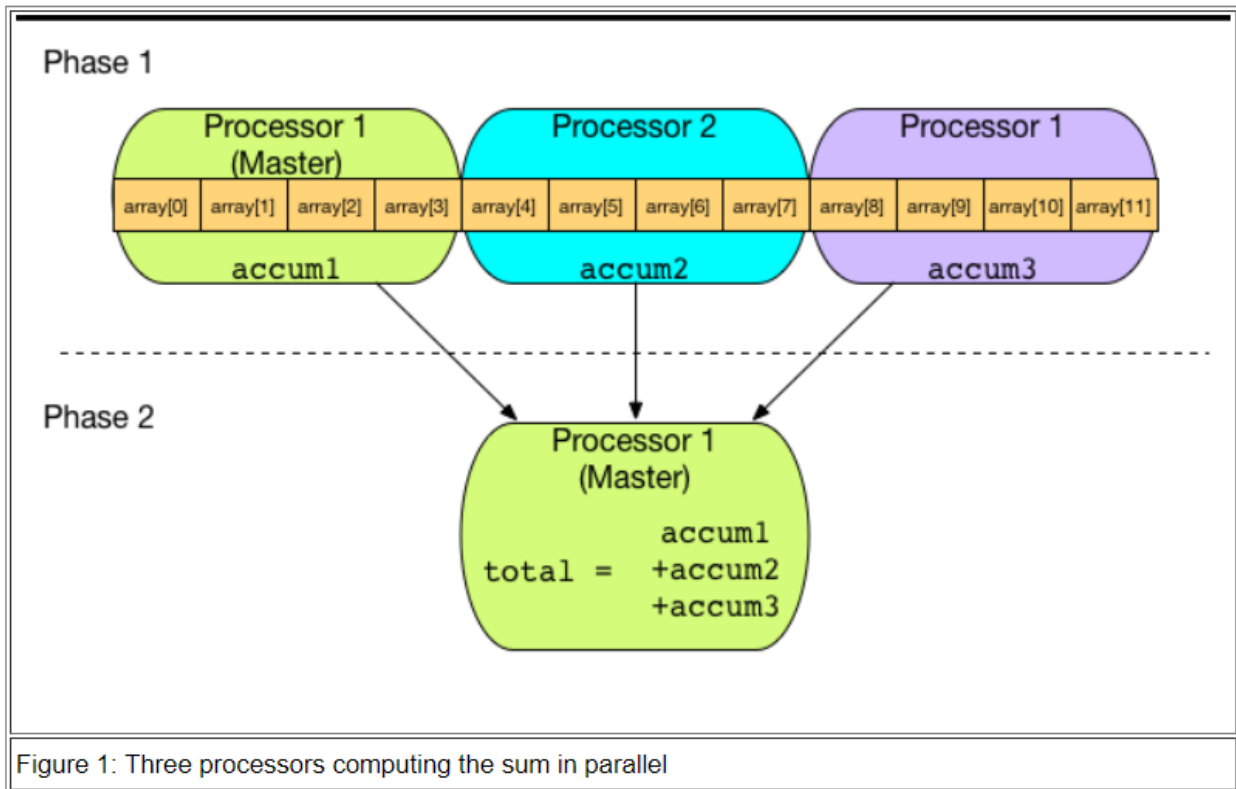 Phase 1
Processor 1
(Master)
Processor 2
Processor 1
array[0] array[1] array[2] array[3] array[4] array[5] array[6] array[7] array[8] array[9] array[10] array[11]
accum1
accum2
accum3
Phase 2
Processor 1
(Master)
accum1
total = +accum2
+accum3
Figure 1: Three processors computing the sum in parallel